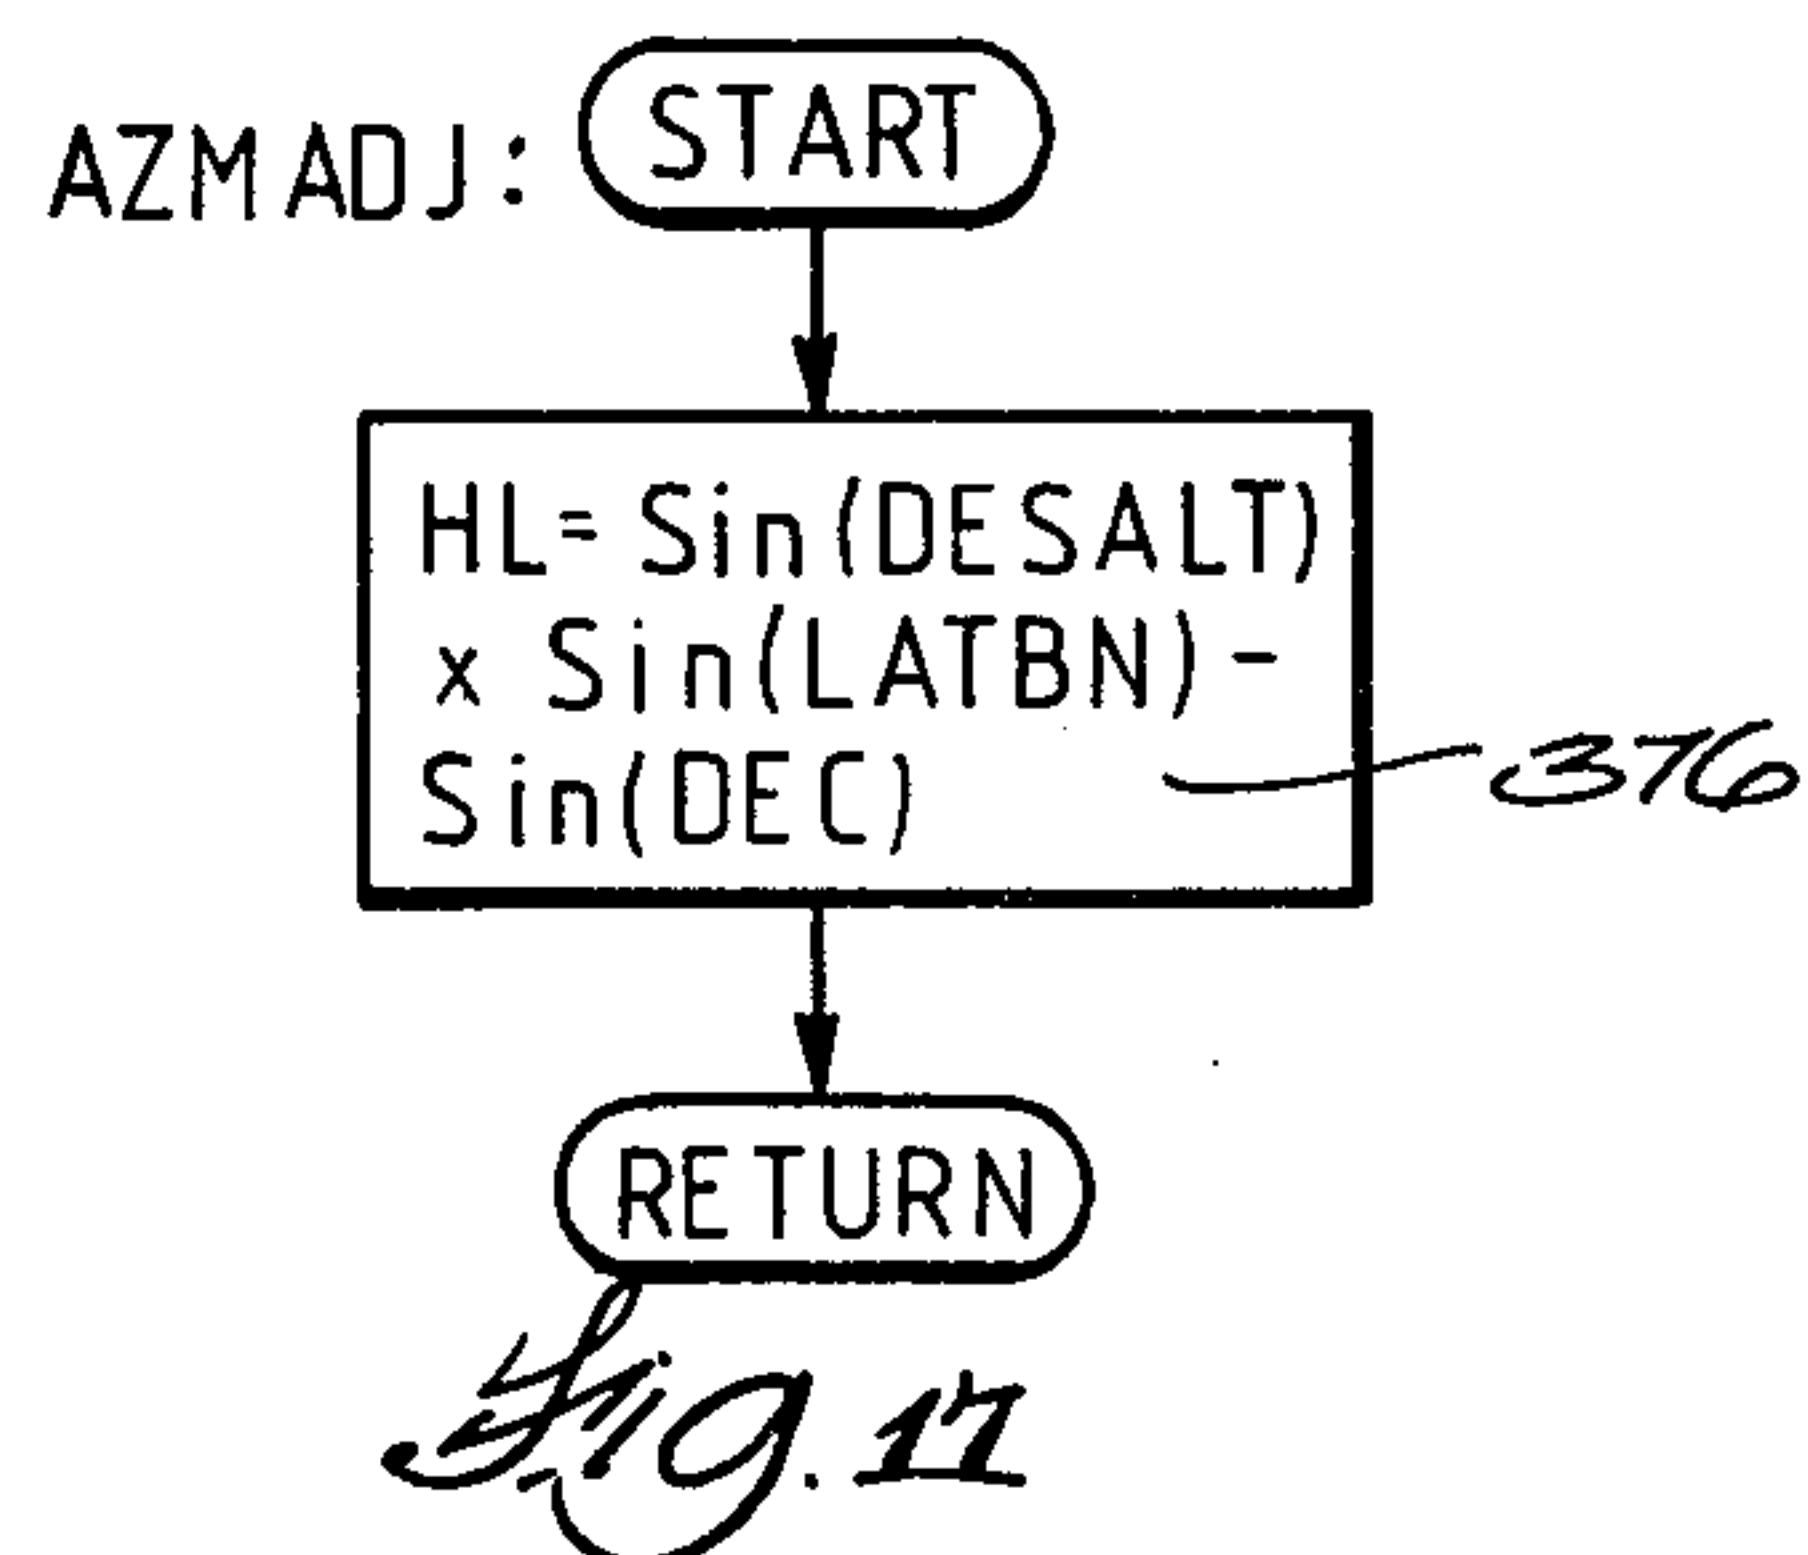 AZMADJ:
START
HL= Sin(DESALT)
x Sin(LATBN) -
Sin(DEC)
376
RETURN
Fig. 17